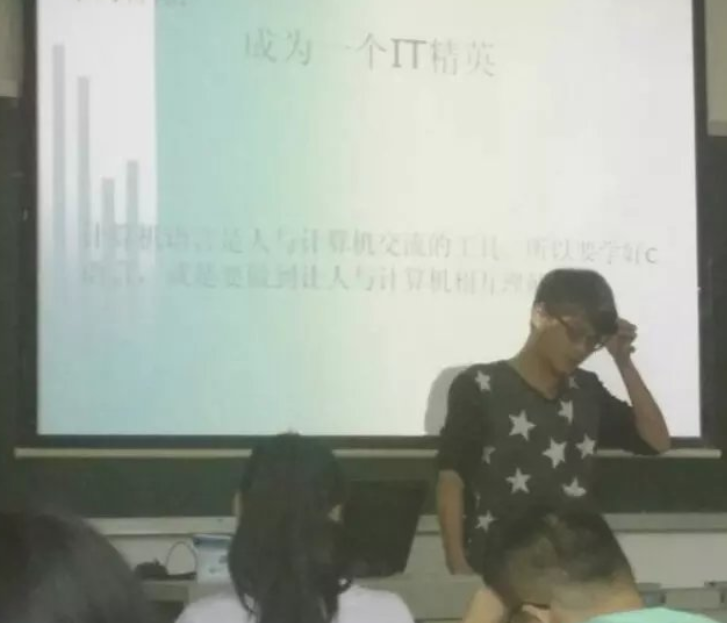 成为一个IT精英
计算机语言是人与计算机交流的工具，所以要学好c
语言，就是要做到让人与计算机相互理